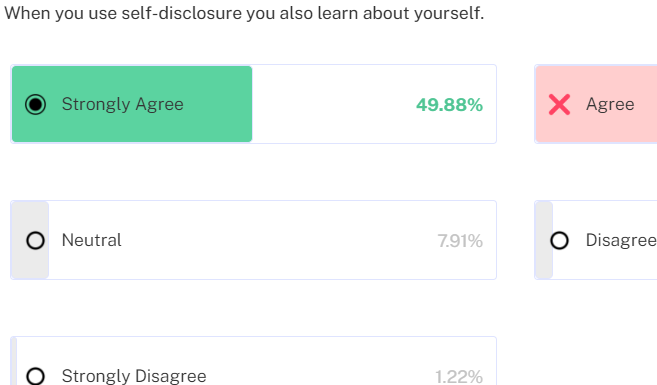 When you use self-disclosure you also learn about yourself.
Strongly Agree 49.88% Agree
Neutral 7.91% Disagree
Strongly Disagree 1.22%